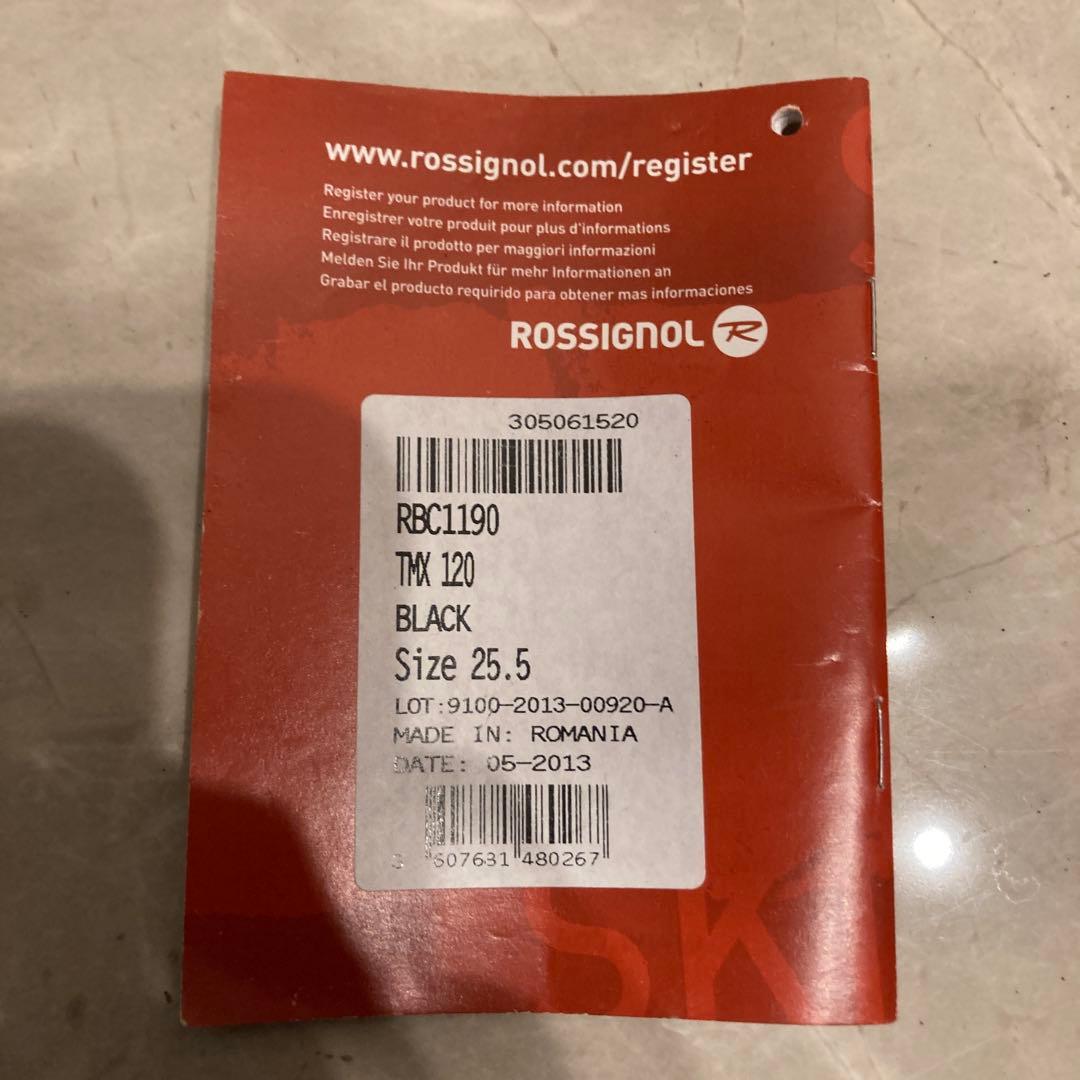 www.rossignol.com/register
Register your product for more information
Enregistrer votre produit pour plus d'informations
Registrare il prodotto per maggiori informazioni
Melden Sie Ihr Produkt für mehr Informationen an
Grabar el producto requirido para obtener mas informaciones
ROSSIGNOL R
305061520
RBC1190
TMX 120
BLACK
Size 25.5
LOT:9100-2013-00920-A
MADE IN: ROMANIA
DATE: 05-2013
3 607681 480267
SK